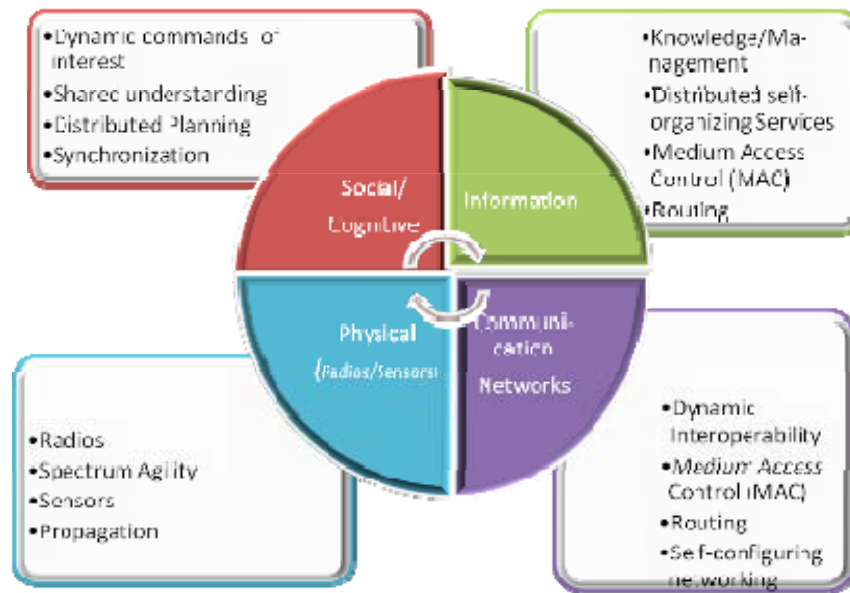 •Dynamic commands of
interest
•Shared understanding
•Distributed Planning
•Synchronization
•Knowledge/Ma-
nagement
•Distributed self-
organizing Services
•Medium Access
Control (MAC)
•Routing
Social/
Cognitive
Information
Physical
(Radios/Sensors)
Communi-
cation
Networks
•Radios
•Spectrum Agility
•Sensors
•Propagation
•Dynamic
Interoperability
•Medium Access
Control (MAC)
•Routing
•Self-configuring
networking